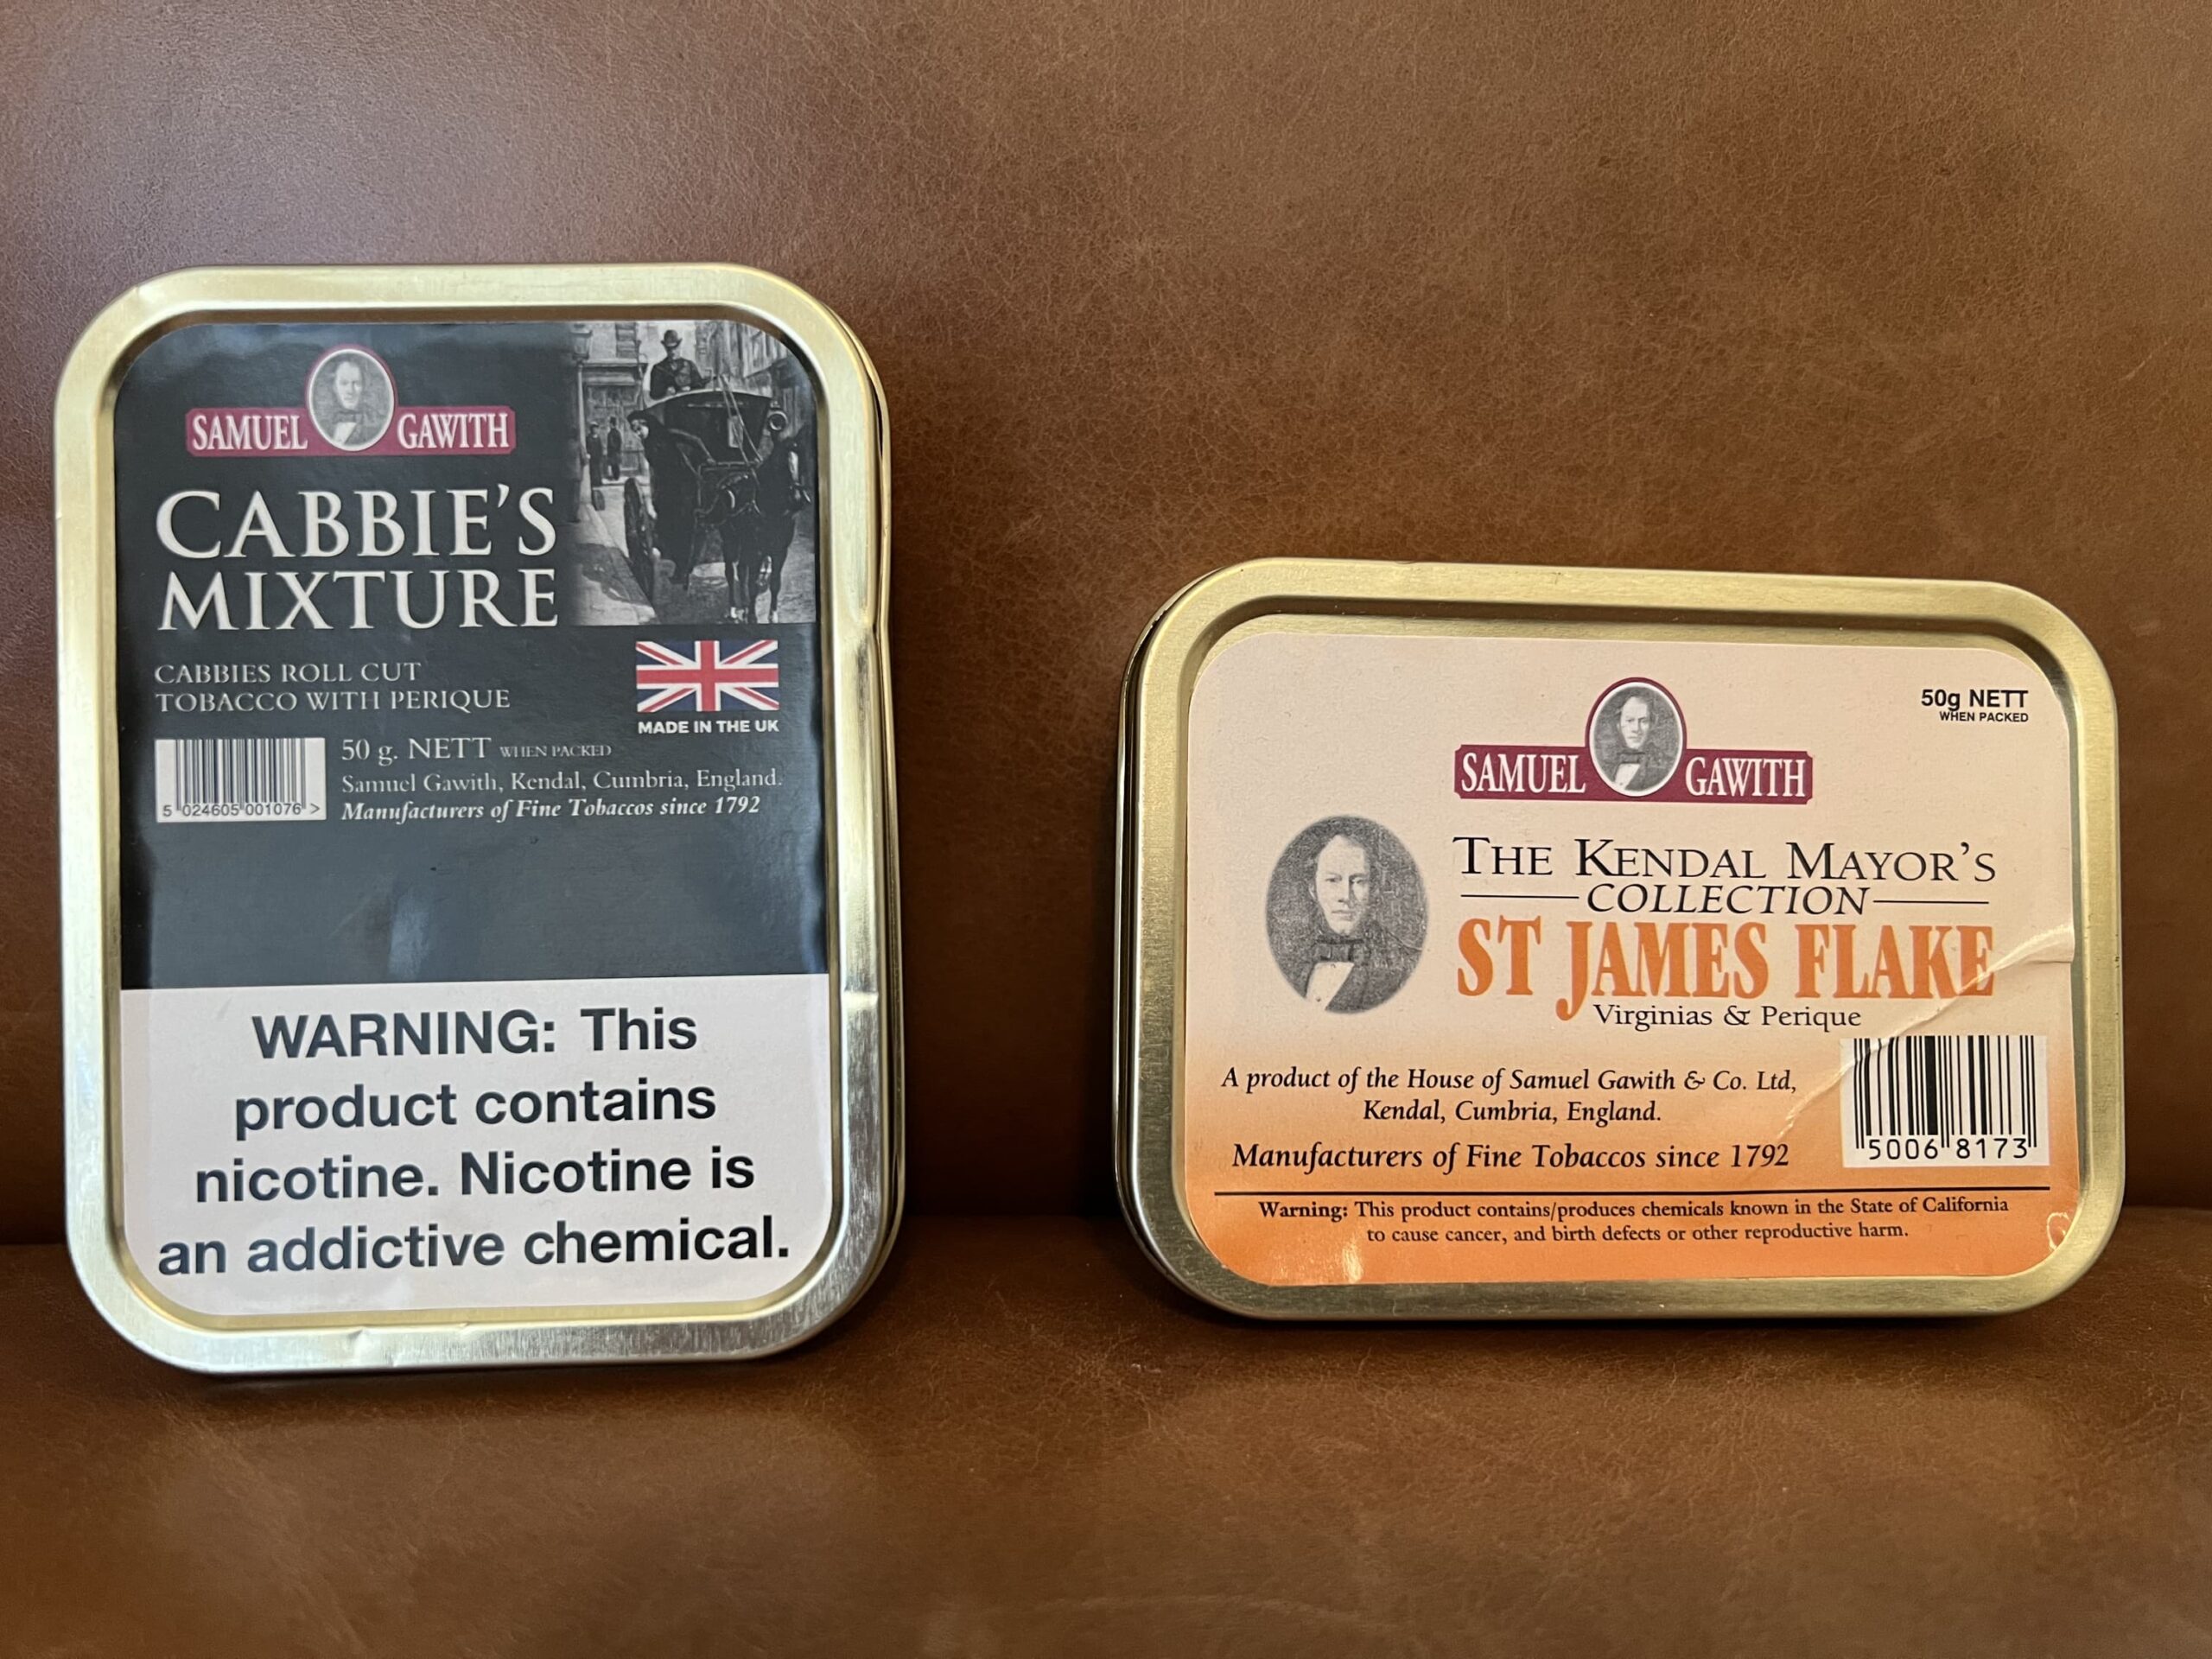 SAMUEL GAWITH
CABBIE'S
MIXTURE
CABBIES ROLL CUT
TOBACCO WITH PERIQUE
MADE IN THE UK
5 024605 001076 >
50 g. NETT WHEN PACKED
Samuel Gawith, Kendal, Cumbria, England.
Manufacturers of Fine Tobaccos since 1792
WARNING: This
product contains
nicotine. Nicotine is
an addictive chemical.
50g NETT
WHEN PACKED
SAMUEL GAWITH
THE KENDAL MAYOR'S
COLLECTION
ST JAMES FLAKE
Virginias & Perique
A product of the House of Samuel Gawith & Co. Ltd,
Kendal, Cumbria, England.
Manufacturers of Fine Tobaccos since 1792
5006 8173
Warning: This product contains/produces chemicals known in the State of California
to cause cancer, and birth defects or other reproductive harm.